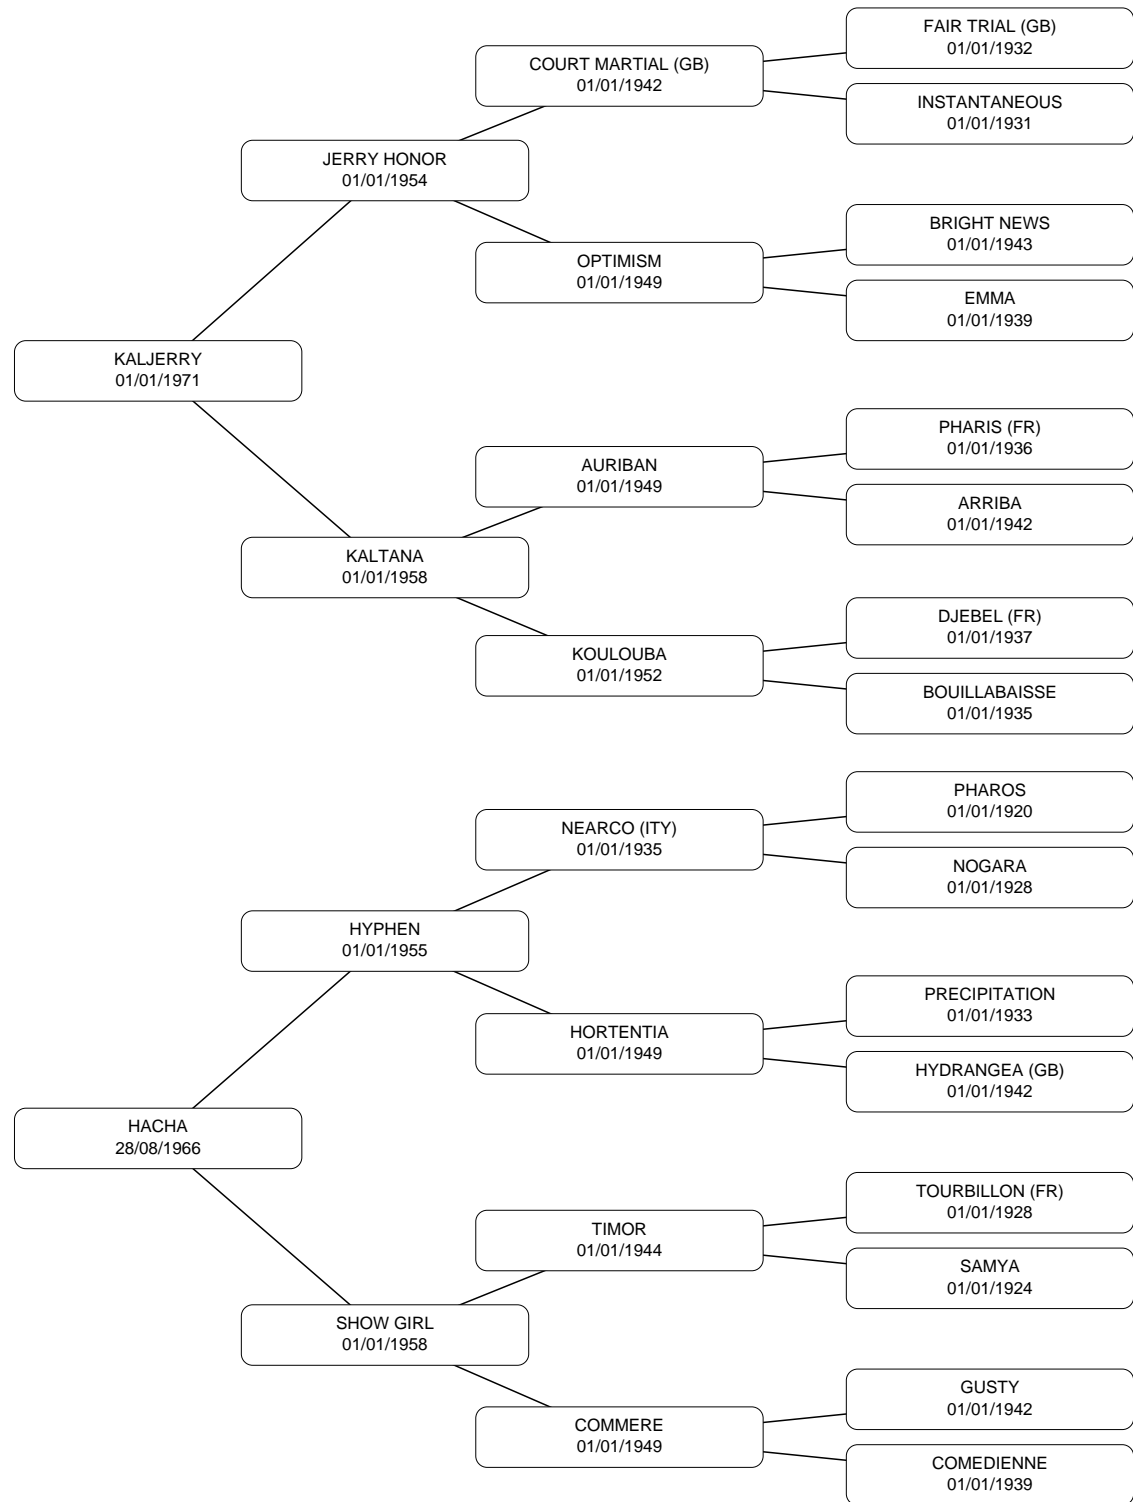 FAIR TRIAL (GB)
01/01/1932
COURT MARTIAL (GB)
01/01/1942
INSTANTANEOUS
01/01/1931
JERRY HONOR
01/01/1954
BRIGHT NEWS
01/01/1943
OPTIMISM
01/01/1949
EMMA
01/01/1939
KALJERRY
01/01/1971
PHARIS (FR)
01/01/1936
AURIBAN
01/01/1949
ARRIBA
01/01/1942
KALTANA
01/01/1958
DJEBEL (FR)
01/01/1937
KOULOUBA
01/01/1952
BOUILLABAISSE
01/01/1935
PHAROS
01/01/1920
NEARCO (ITY)
01/01/1935
NOGARA
01/01/1928
HYPHEN
01/01/1955
PRECIPITATION
01/01/1933
HORTENTIA
01/01/1949
HYDRANGEA (GB)
01/01/1942
HACHA
28/08/1966
TOURBILLON (FR)
01/01/1928
TIMOR
01/01/1944
SAMYA
01/01/1924
SHOW GIRL
01/01/1958
GUSTY
01/01/1942
COMMERE
01/01/1949
COMEDIENNE
01/01/1939